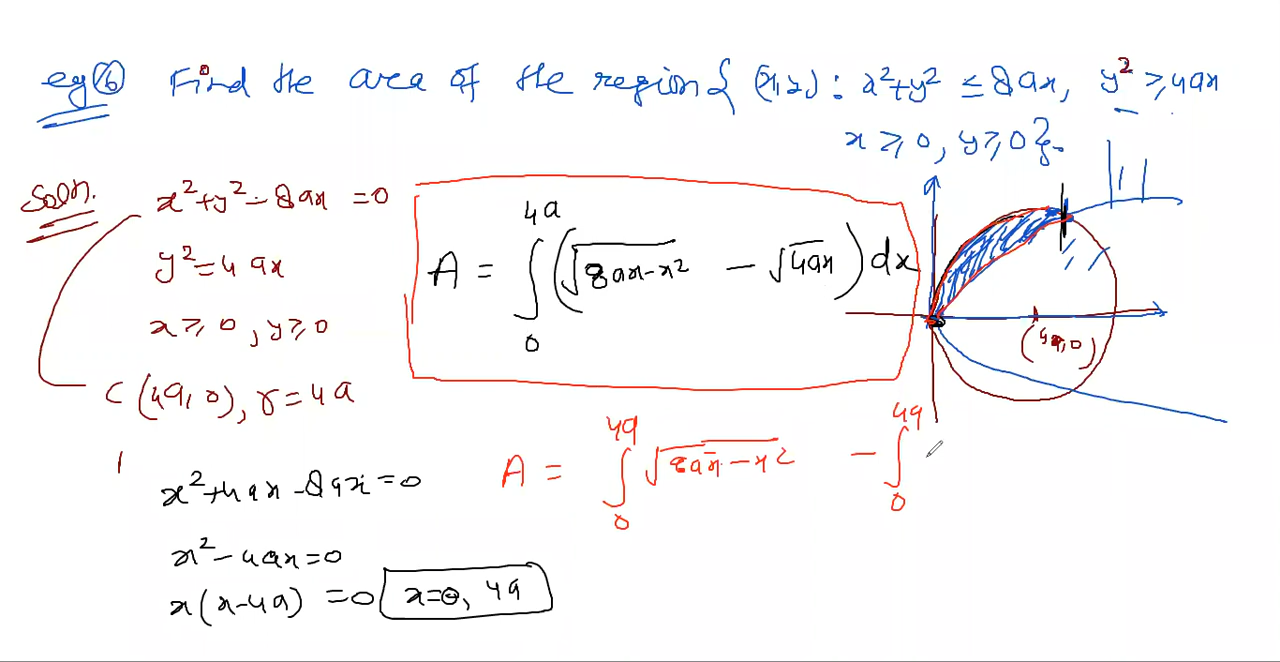 eg 6 Find the area of the region { (x,y) : x²+y² ≤ 8ax, y² ≥ 4ax
x ≥ 0, y ≥ 0 }.
Soln. x²+y²-8ax = 0
y² = 4ax
x ≥ 0, y ≥ 0
C (4a, 0), r = 4a
A = ∫₀^4a (√8ax-x² - √4ax) dx
(4a,0)
A = ∫₀^4a √8ax-x² - ∫₀^4a
x²+4ax-8ax=0
x²-4ax=0
x(x-4a) =0 x=0, 4a